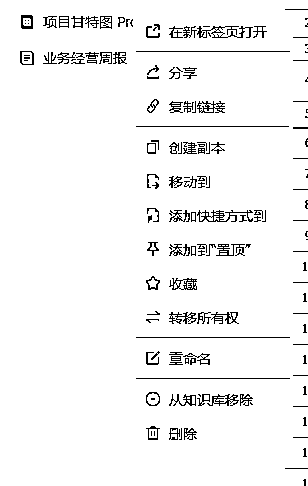 项目甘特图 Pro
业务经营周报
在新标签页打开
分享
复制链接
创建副本
移动到
添加快捷方式到
添加到“置顶”
收藏
转移所有权
重命名
从知识库移除
删除